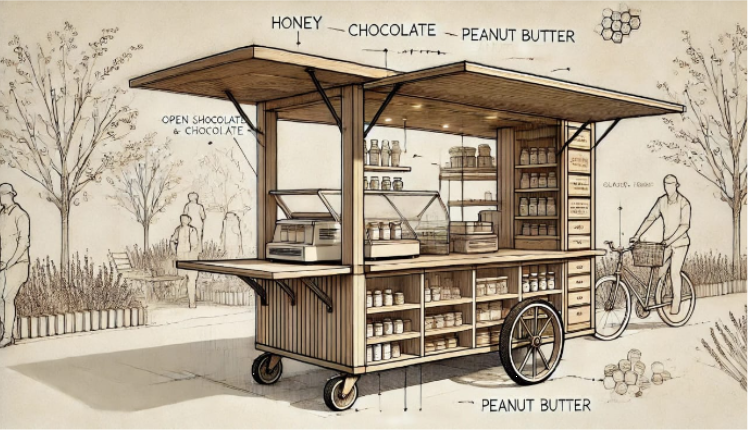 HONEY
CHOCOLATE
PEANUT BUTTER
OPEN SHOCOLATE
& CHOCOLATE
PEANUT BUTTER